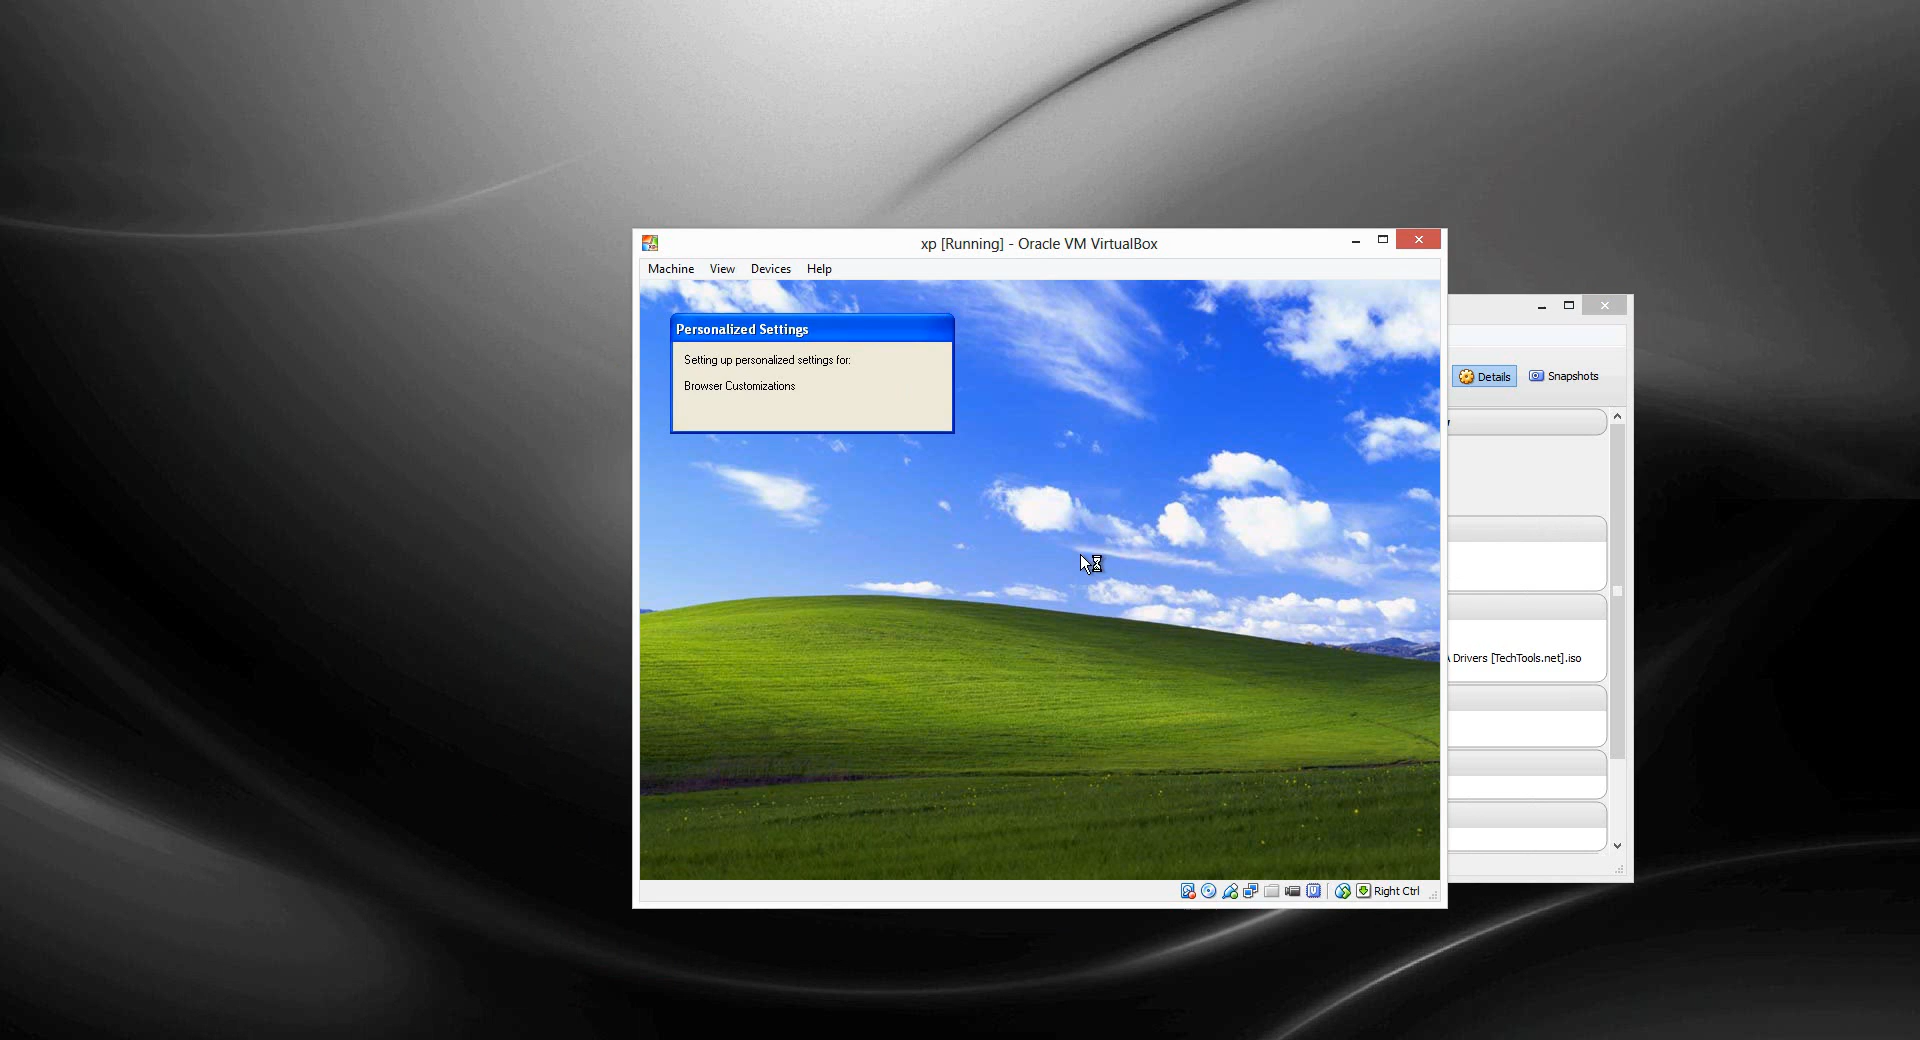 xp [Running] - Oracle VM VirtualBox
Machine View Devices Help
Personalized Settings
Setting up personalized settings for:
Browser Customizations
Details Snapshots
Drivers [TechTools.net].iso
Right Ctrl